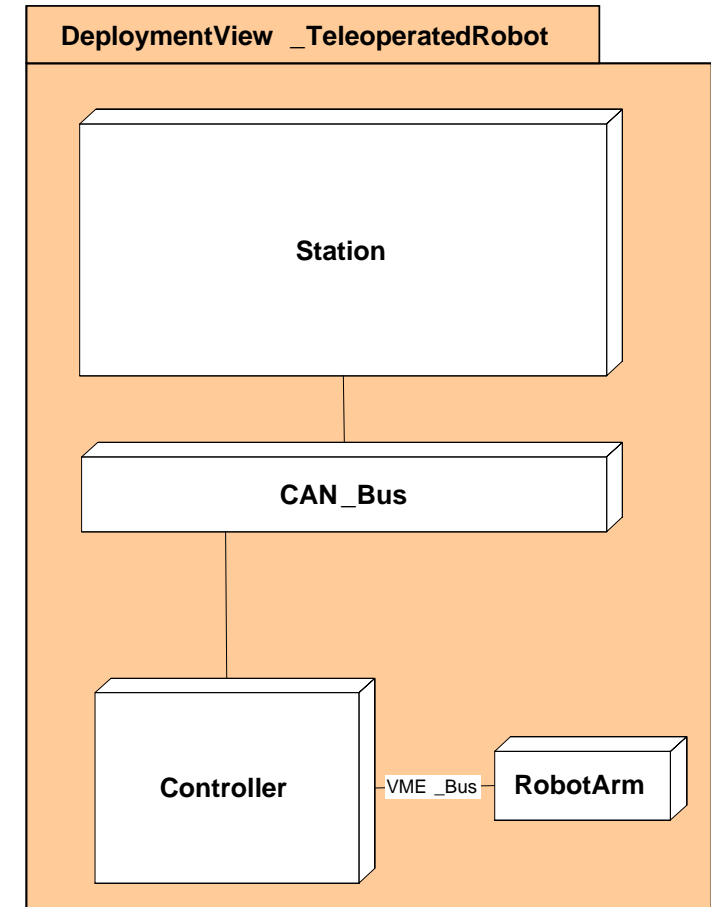 DeploymentView _TeleoperatedRobot
Station
CAN_Bus
Controller
VME _Bus
RobotArm